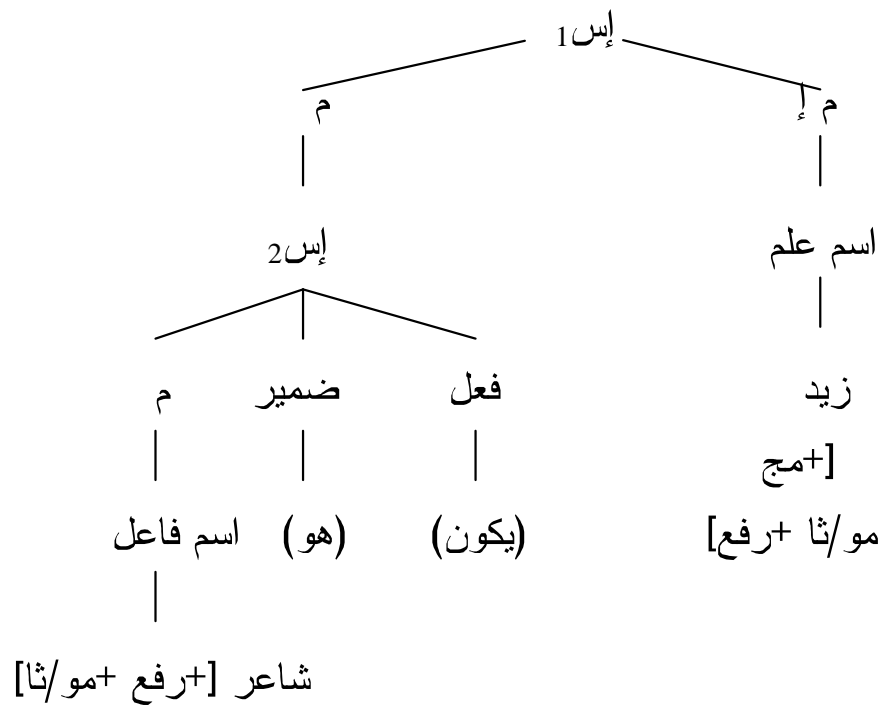 إس1
م إ م
اسم علم إس2
زيد فعل ضمير م
[+مج
مو/ثا +رفع] (يكون) (هو) اسم فاعل
شاعر [+رفع +مو/ثا]